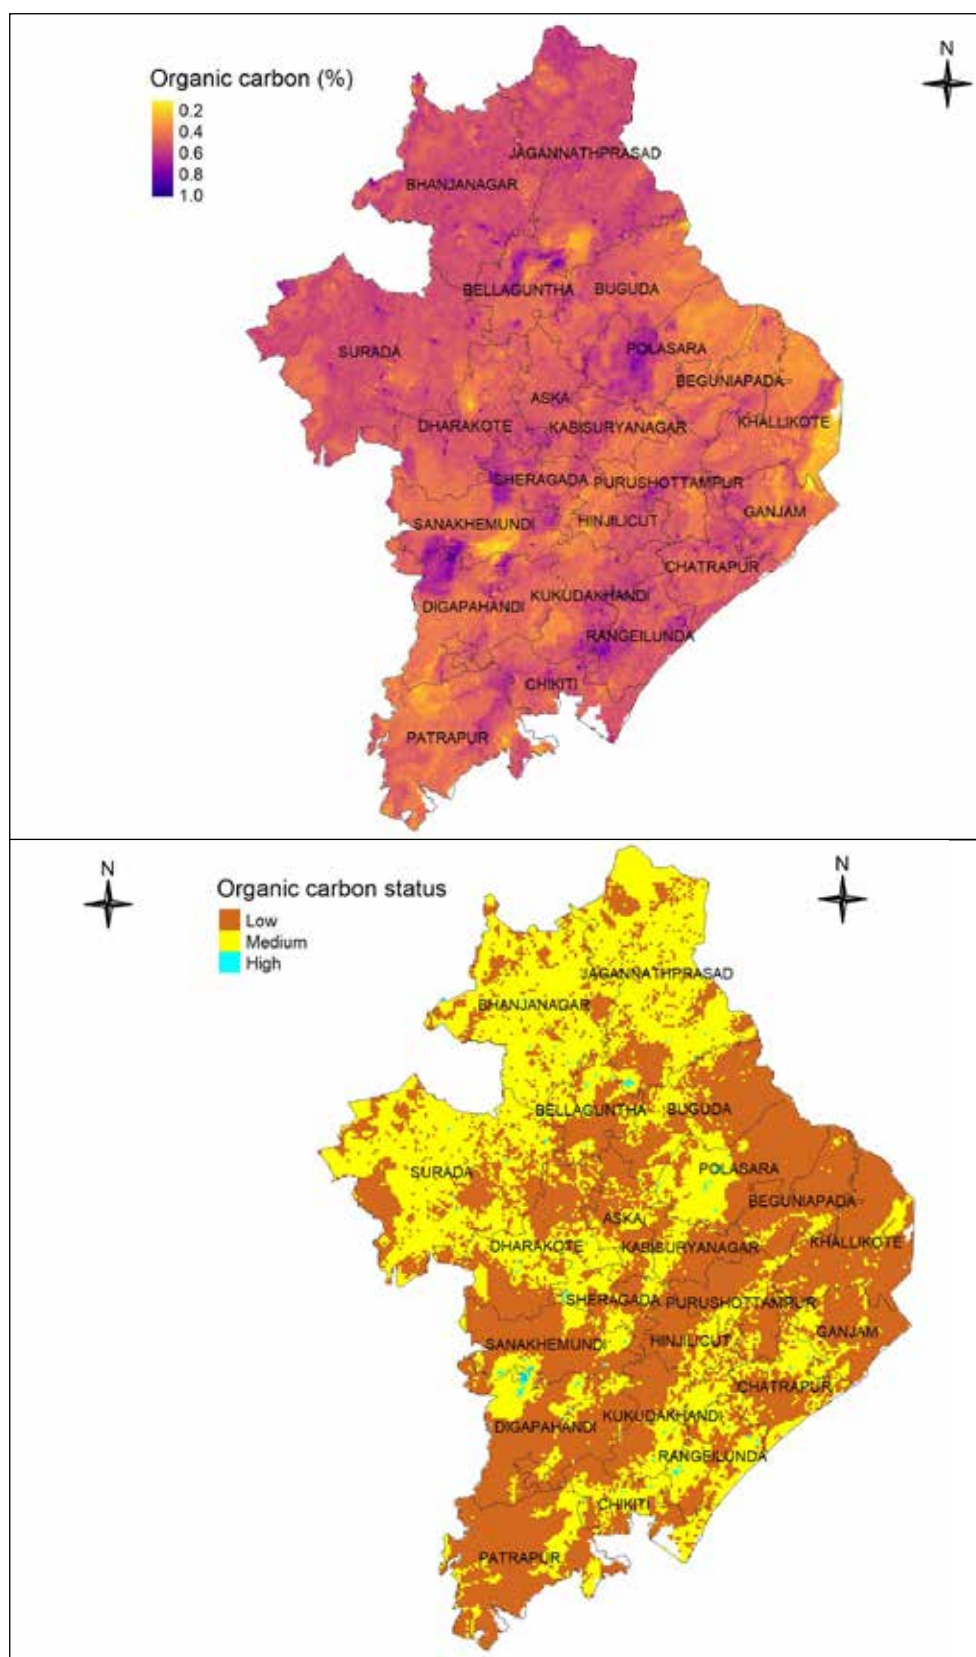 N
Organic carbon (%)
0.2
0.4
0.6
0.8
1.0
JAGANNATHPRASAD
BHANJANAGAR
BELLAGUNTHA
BUGUDA
SURADA
POLASARA
BEGUNIAPADA
ASKA
DHARAKOTE
KABISURYANAGAR
KHALLIKOTE
SHERAGADA
PURUSHOTTAMPUR
SANAKHEMUNDI
HINJILICUT
GANJAM
CHATRAPUR
DIGAPAHANDI
KUKUDAKHANDI
RANGEILUNDA
CHIKITI
PATRAPUR
N
N
Organic carbon status
Low
Medium
High
JAGANNATHPRASAD
BHANJANAGAR
BELLAGUNTHA
BUGUDA
SURADA
POLASARA
BEGUNIAPADA
ASKA
DHARAKOTE
KABISURYANAGAR
KHALLIKOTE
SHERAGADA
PURUSHOTTAMPUR
SANAKHEMUNDI
HINJILICUT
GANJAM
CHATRAPUR
DIGAPAHANDI
KUKUDAKHANDI
RANGEILUNDA
CHIKITI
PATRAPUR